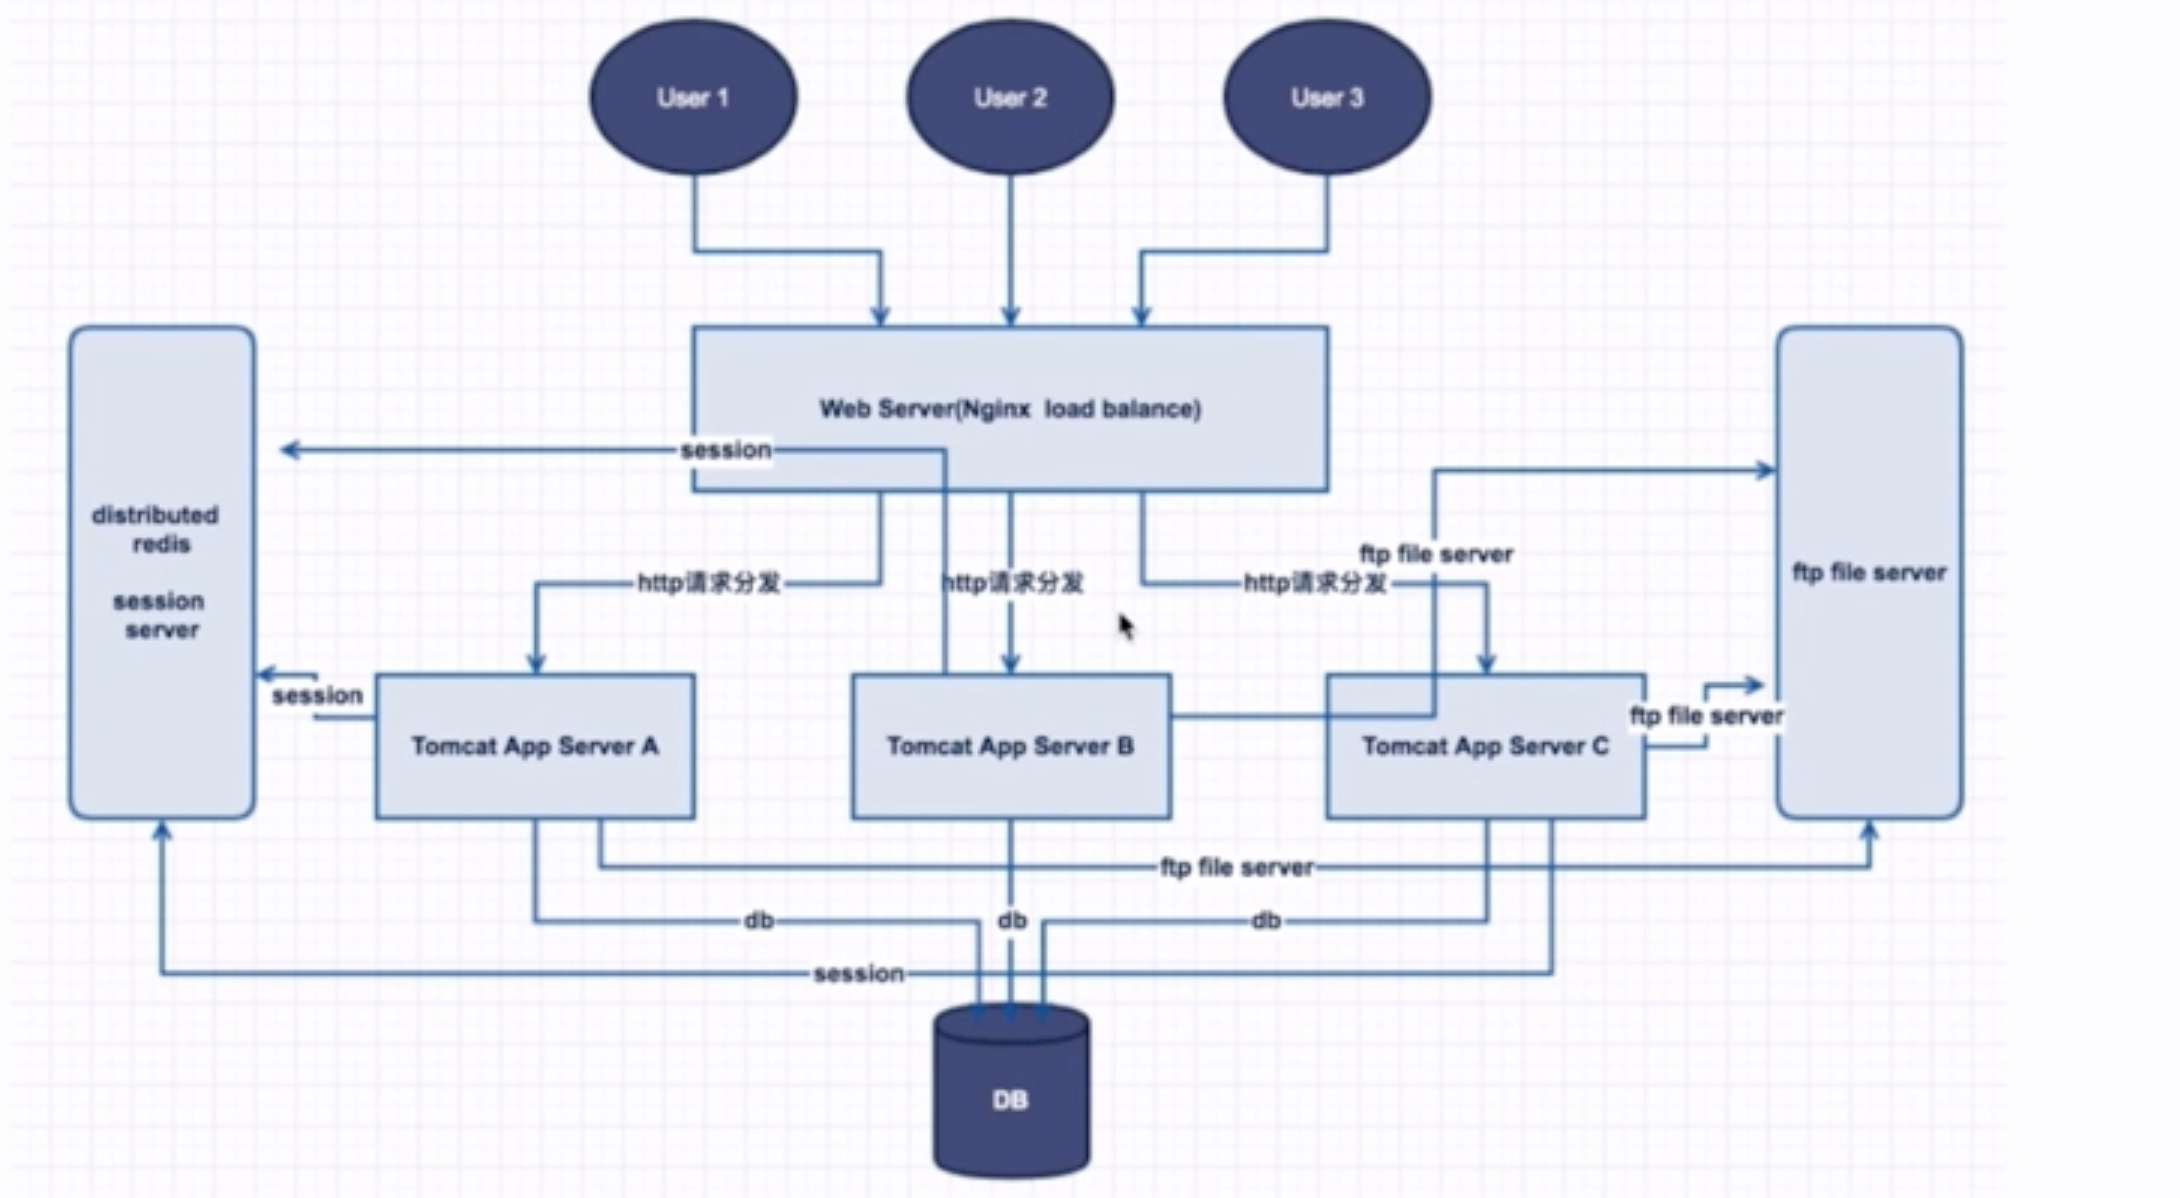 User 1
User 2
User 3
Web Server(Nginx  load balance)
session
distributed
redis
session
server
ftp file server
ftp file server
http请求分发
http请求分发
http请求分发
session
ftp file server
Tomcat App Server A
Tomcat App Server B
Tomcat App Server C
ftp file server
db
db
db
session
DB